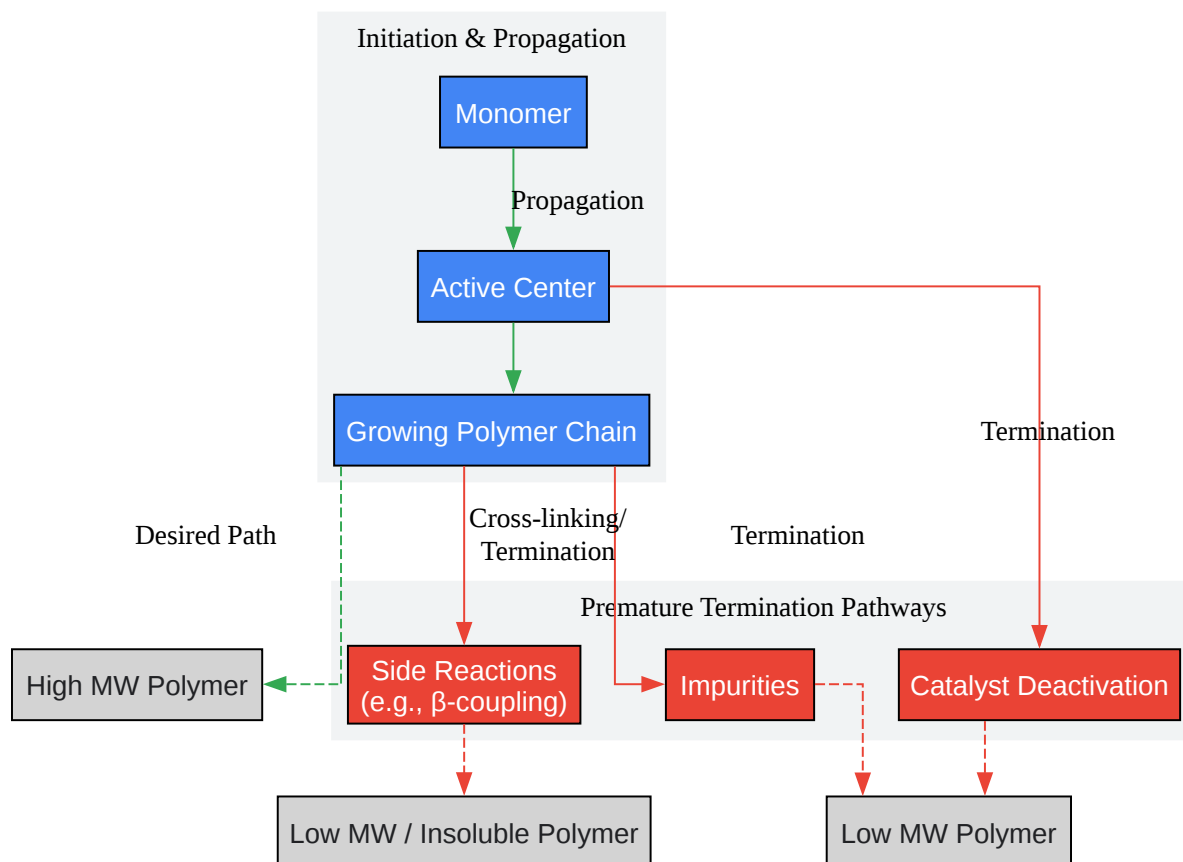 Initiation & Propagation
Monomer
Propagation
Active Center
Growing Polymer Chain
Termination
Desired Path
Cross-linking/
Termination
Termination
Premature Termination Pathways
High MW Polymer
Side Reactions
(e.g., β-coupling)
Impurities
Catalyst Deactivation
Low MW / Insoluble Polymer
Low MW Polymer